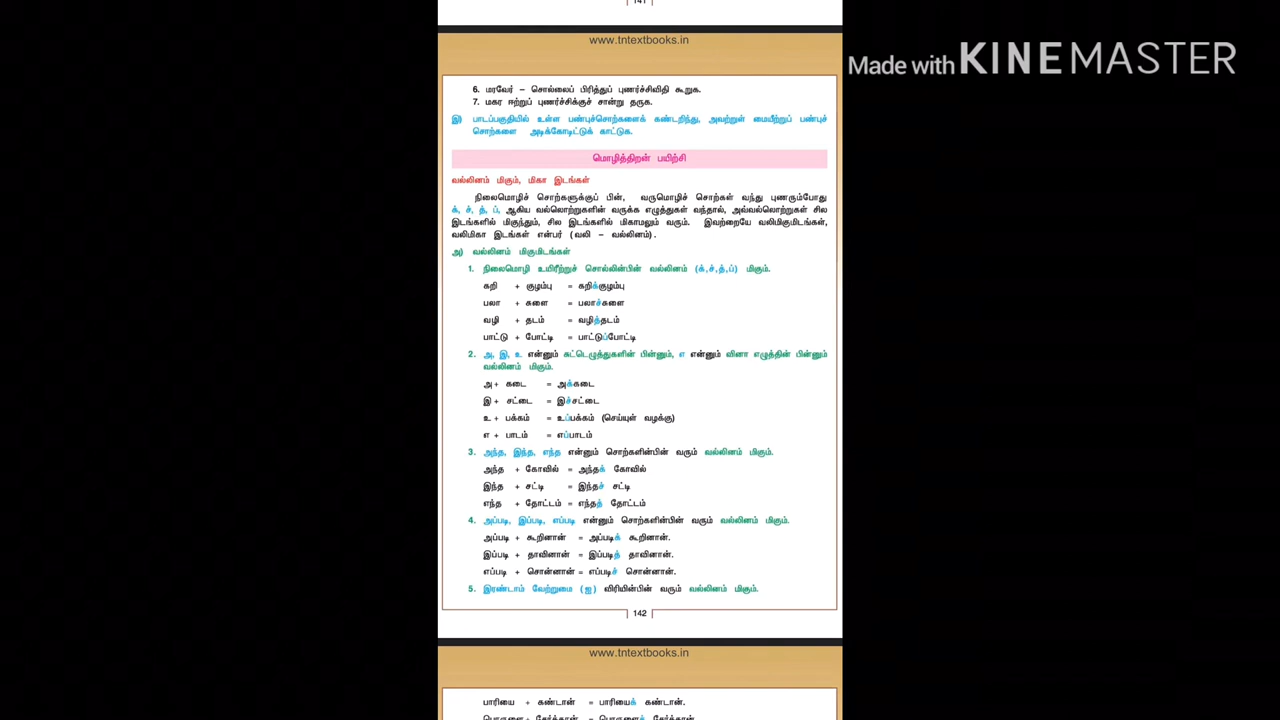 141
www.tntextbooks.in
Made with KINEMASTER
6. மரவேர் – சொல்லைப் பிரித்துப் புணர்ச்சிவிதி கூறுக.
7. மகர ஈற்றுப் புணர்ச்சிக்குச் சான்று தருக.
இ) பாடப்பகுதியில் உள்ள பண்புச்சொற்களைக் கண்டறிந்து, அவற்றுள் மையீற்றுப் பண்புச்
சொற்களை அடிக்கோடிட்டுக் காட்டுக.
மொழித்திறன் பயிற்சி
வல்லினம் மிகும், மிகா இடங்கள்
நிலைமொழிச் சொற்களுக்குப் பின், வருமொழிச் சொற்கள் வந்து புணரும்போது
க், ச், த், ப், ஆகிய வல்லொற்றுகளின் வருக்க எழுத்துகள் வந்தால், அவ்வல்லொற்றுகள் சில
இடங்களில் மிகுந்தும், சில இடங்களில் மிகாமலும் வரும். இவற்றையே வலிமிகுமிடங்கள்,
வலிமிகா இடங்கள் என்பர் (வலி – வல்லினம்).
அ) வல்லினம் மிகுமிடங்கள்
1. நிலைமொழி உயிரீற்றுச் சொல்லின்பின் வல்லினம் (க்,ச்,த்,ப்) மிகும்.
கறி + குழம்பு = கறிக்குழம்பு
பலா + சுளை = பலாச்சுளை
வழி + தடம் = வழித்தடம்
பாட்டு + போட்டி = பாட்டுப்போட்டி
2. அ, இ, உ என்னும் சுட்டெழுத்துகளின் பின்னும், எ என்னும் வினா எழுத்தின் பின்னும்
வல்லினம் மிகும்.
அ + கடை = அக்கடை
இ + சட்டை = இச்சட்டை
உ + பக்கம் = உப்பக்கம் (செய்யுள் வழக்கு)
எ + பாடம் = எப்பாடம்
3. அந்த, இந்த, எந்த என்னும் சொற்களின்பின் வரும் வல்லினம் மிகும்.
அந்த + கோவில் = அந்தக் கோவில்
இந்த + சட்டி = இந்தச் சட்டி
எந்த + தோட்டம் = எந்தத் தோட்டம்
4. அப்படி, இப்படி, எப்படி என்னும் சொற்களின்பின் வரும் வல்லினம் மிகும்.
அப்படி + கூறினான் = அப்படிக் கூறினான்.
இப்படி + தாவினான் = இப்படித் தாவினான்.
எப்படி + சொன்னான் = எப்படிச் சொன்னான்.
5. இரண்டாம் வேற்றுமை (ஐ) விரியின்பின் வரும் வல்லினம் மிகும்.
142
www.tntextbooks.in
பாரியை + கண்டான் = பாரியைக் கண்டான்.
பொருளை + சேர்த்தான் = பொருளைச் சேர்த்தான்